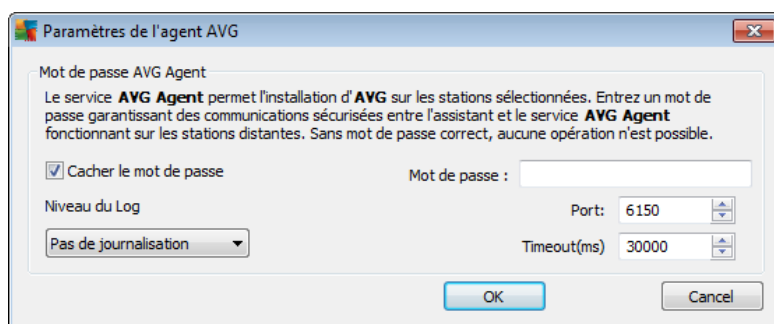 Paramètres de l'agent AVG
Mot de passe AVG Agent
Le service AVG Agent permet l'installation d'AVG sur les stations sélectionnées. Entrez un mot de
passe garantissant des communications sécurisées entre l'assistant et le service AVG Agent
fonctionnant sur les stations distantes. Sans mot de passe correct, aucune opération n'est possible.
Cacher le mot de passe
Mot de passe :
Niveau du Log
Port: 6150
Pas de journalisation
Timeout(ms) 30000
OK
Cancel